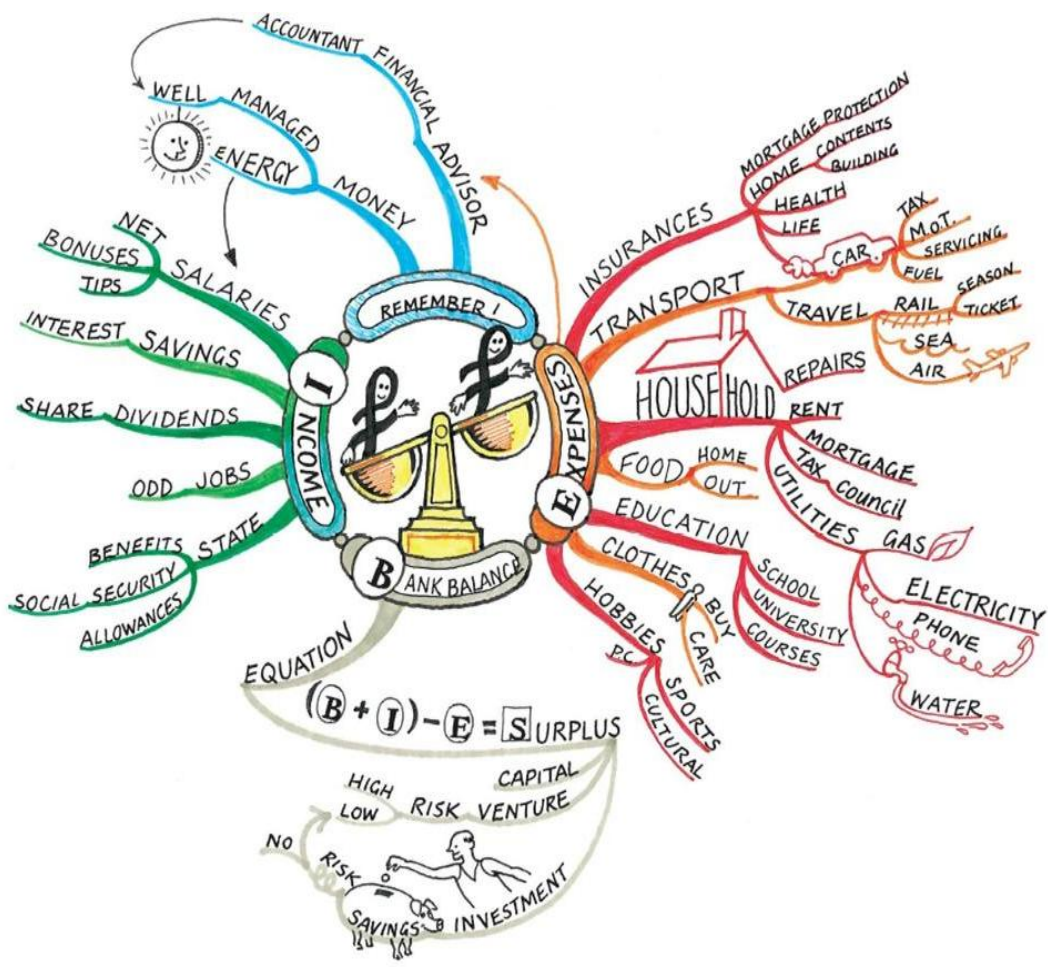 ACCOUNTANT
FINANCIAL
ADVISOR
WELL MANAGED
ENERGY
MONEY
REMEMBER !
INCOME
NET
BONUSES
TIPS
SALARIES
INTEREST SAVINGS
SHARE DIVIDENDS
ODD JOBS
STATE
BENEFITS
SOCIAL SECURITY
ALLOWANCES
EXPENSES
INSURANCES
MORTGAGE PROTECTION
HOME
CONTENTS
BUILDING
HEALTH
LIFE
CAR
TRANSPORT
TAX
M.O.T.
SERVICING
FUEL
TRAVEL
RAIL
SEASON
TICKET
SEA
AIR
HOUSEHOLD
REPAIRS
RENT
MORTGAGE
TAX Council
UTILITIES
GAS
ELECTRICITY
PHONE
WATER
FOOD
HOME
OUT
EDUCATION
SCHOOL
UNIVERSITY
COURSES
CLOTHES
BUY
CARE
HOBBIES
P.C.
SPORTS
CULTURAL
BANK BALANCE
EQUATION
(B + I) - E = SURPLUS
CAPITAL
VENTURE
RISK
HIGH
LOW
NO
RISK
SAVINGS
INVESTMENT